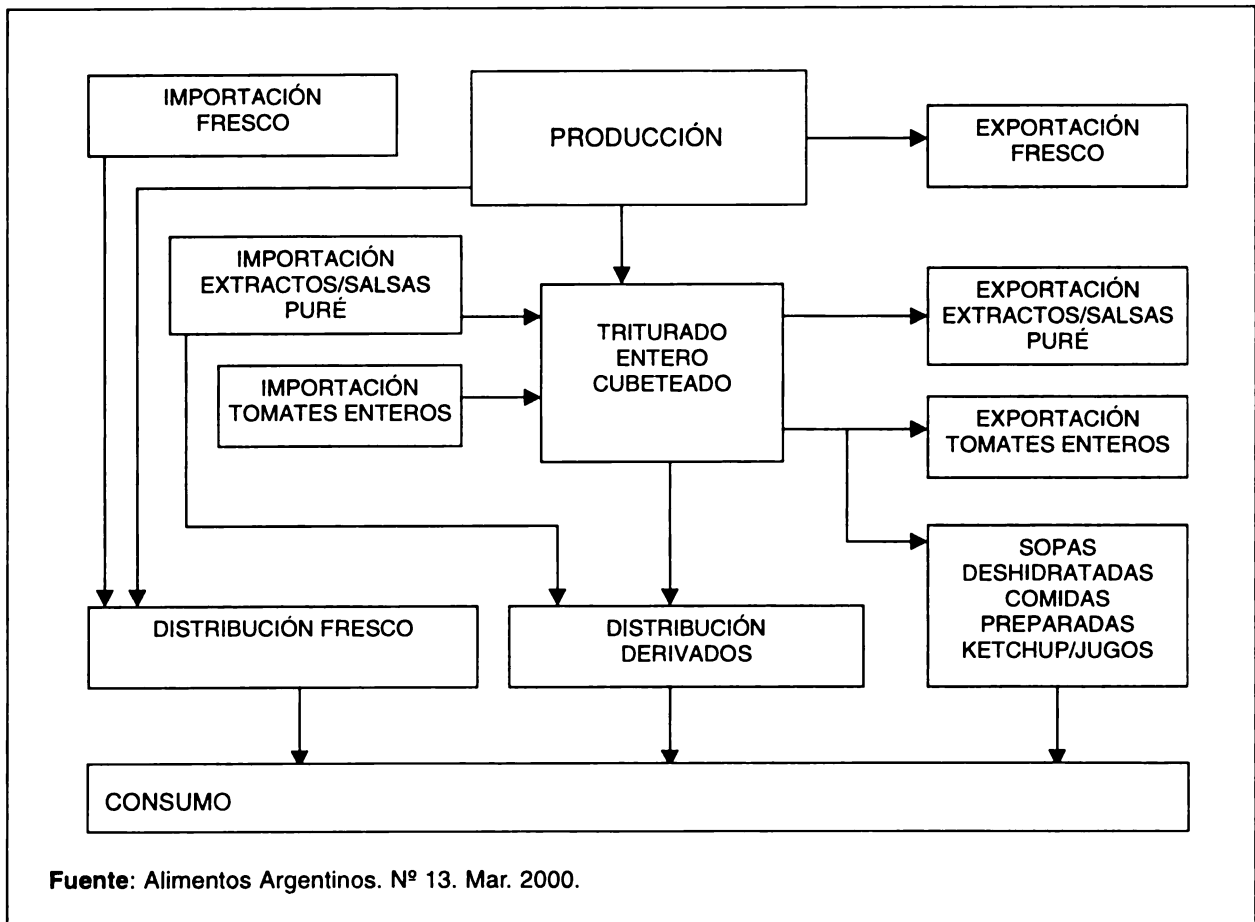 IMPORTACIÓN
FRESCO
PRODUCCIÓN
EXPORTACIÓN
FRESCO
IMPORTACIÓN
EXTRACTOS/SALSAS
PURÉ
TRITURADO
ENTERO
CUBETEADO
EXPORTACIÓN
EXTRACTOS/SALSAS
PURÉ
IMPORTACIÓN
TOMATES ENTEROS
EXPORTACIÓN
TOMATES ENTEROS
SOPAS
DESHIDRATADAS
COMIDAS
PREPARADAS
KETCHUP/JUGOS
DISTRIBUCIÓN FRESCO
DISTRIBUCIÓN
DERIVADOS
CONSUMO
Fuente: Alimentos Argentinos. Nº 13. Mar. 2000.